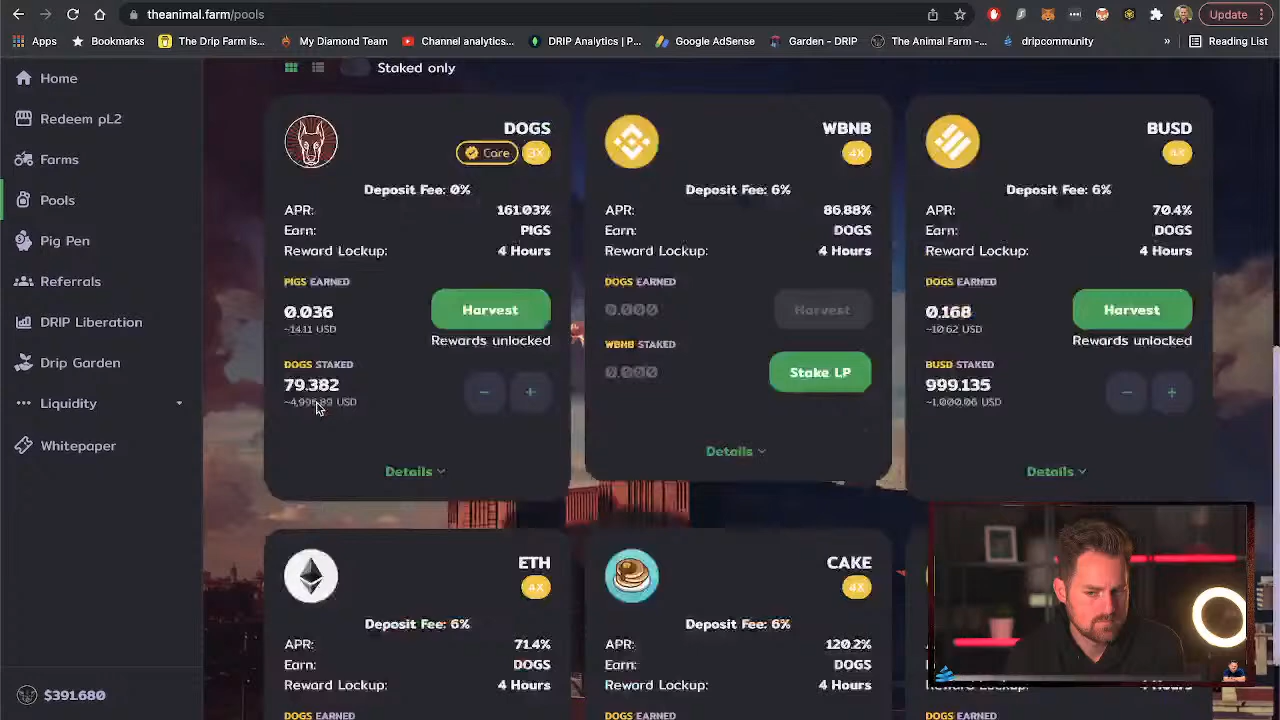 theanimal.farm/pools
Update
Apps
Bookmarks
The Drip Farm is...
My Diamond Team
Channel analytics...
DRIP Analytics | P...
Google AdSense
Garden - DRIP
The Animal Farm -...
dripcommunity
»
Reading List
Home
Redeem pL2
Farms
Pools
Pig Pen
Referrals
DRIP Liberation
Drip Garden
Liquidity
Whitepaper
$391.680
Staked only
DOGS
Core
3X
Deposit Fee: 0%
APR: 161.03%
Earn: PIGS
Reward Lockup: 4 Hours
PIGS EARNED
0.036
~14.11 USD
Harvest
Rewards unlocked
DOGS STAKED
79.382
USD
− +
Details
WBNB
4X
Deposit Fee: 6%
APR: 86.88%
Earn: DOGS
Reward Lockup: 4 Hours
DOGS EARNED
0.000
Harvest
WBNB STAKED
0.000
Stake LP
Details
BUSD
4X
Deposit Fee: 6%
APR: 70.4%
Earn: DOGS
Reward Lockup: 4 Hours
DOGS EARNED
0.168
~10.62 USD
Harvest
Rewards unlocked
BUSD STAKED
999.135
~1,000.06 USD
− +
Details
ETH
4X
Deposit Fee: 6%
APR: 71.4%
Earn: DOGS
Reward Lockup: 4 Hours
DOGS EARNED
CAKE
4X
Deposit Fee: 6%
APR: 120.2%
Earn: DOGS
Reward Lockup: 4 Hours
DOGS EARNED